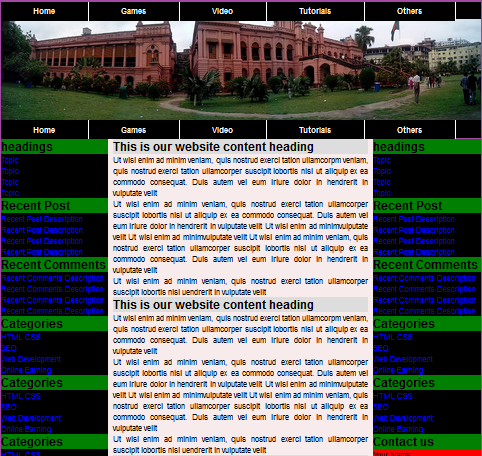 Home Games Video Tutorials Others
Home Games Video Tutorials Others
headings
Topic
Topic
Topic
Topic
Recent Post
Recent Post Description
Recent Post Description
Recent Post Description
Recent Post Description
Recent Comments
Recent Comments Description
Recent Comments Description
Recent Comments Description
Recent Comments Description
Categories
HTML CSS
SEO
Web Development
Online Earning
Categories
HTML CSS
SEO
Web Development
Online Earning
Categories
HTML CSS
This is our website content heading
Ut wisi enim ad minim veniam, quis nostrud exerci tation ullamcorpm veniam,
quis nostrud exerci tation ullamcorper suscipit lobortis nisl ut aliquip ex ea
commodo consequat. Duis autem vel eum iriure dolor in hendrerit in
vulputate velit
Ut wisi enim ad minim veniam, quis nostrud exerci tation ullamcorper
suscipit lobortis nisl ut aliquip ex ea commodo consequat. Duis autem vel
eum iriure dolor in hendrerit in vulputate velit Ut wisi enim ad minimvulputate
velit Ut wisi enim ad minimvulputate velit Ut wisi enim ad minim veniam, quis
nostrud exerci tation ullamcorper suscipit lobortis nisl ut aliquip ex ea
commodo consequat. Duis autem vel eum iriure dolor in hendrerit in
vulputate velit
Ut wisi enim ad minim veniam, quis nostrud exerci tation ullamcorper
suscipit lobortis nisl uendrerit in vulputate velit
This is our website content heading
Ut wisi enim ad minim veniam, quis nostrud exerci tation ullamcorpm veniam,
quis nostrud exerci tation ullamcorper suscipit lobortis nisl ut aliquip ex ea
commodo consequat. Duis autem vel eum iriure dolor in hendrerit in
vulputate velit
Ut wisi enim ad minim veniam, quis nostrud exerci tation ullamcorper
suscipit lobortis nisl ut aliquip ex ea commodo consequat. Duis autem vel
eum iriure dolor in hendrerit in vulputate velit Ut wisi enim ad minimvulputate
velit Ut wisi enim ad minimvulputate velit Ut wisi enim ad minim veniam, quis
nostrud exerci tation ullamcorper suscipit lobortis nisl ut aliquip ex ea
commodo consequat. Duis autem vel eum iriure dolor in hendrerit in
vulputate velit
Ut wisi enim ad minim veniam, quis nostrud exerci tation ullamcorper
suscipit lobortis nisl uendrerit in vulputate velit
headings
Topic
Topic
Topic
Topic
Recent Post
Recent Post Description
Recent Post Description
Recent Post Description
Recent Post Description
Recent Comments
Recent Comments Description
Recent Comments Description
Recent Comments Description
Recent Comments Description
Categories
HTML CSS
SEO
Web Development
Online Earning
Categories
HTML CSS
SEO
Web Development
Online Earning
Contact us
Your Name: